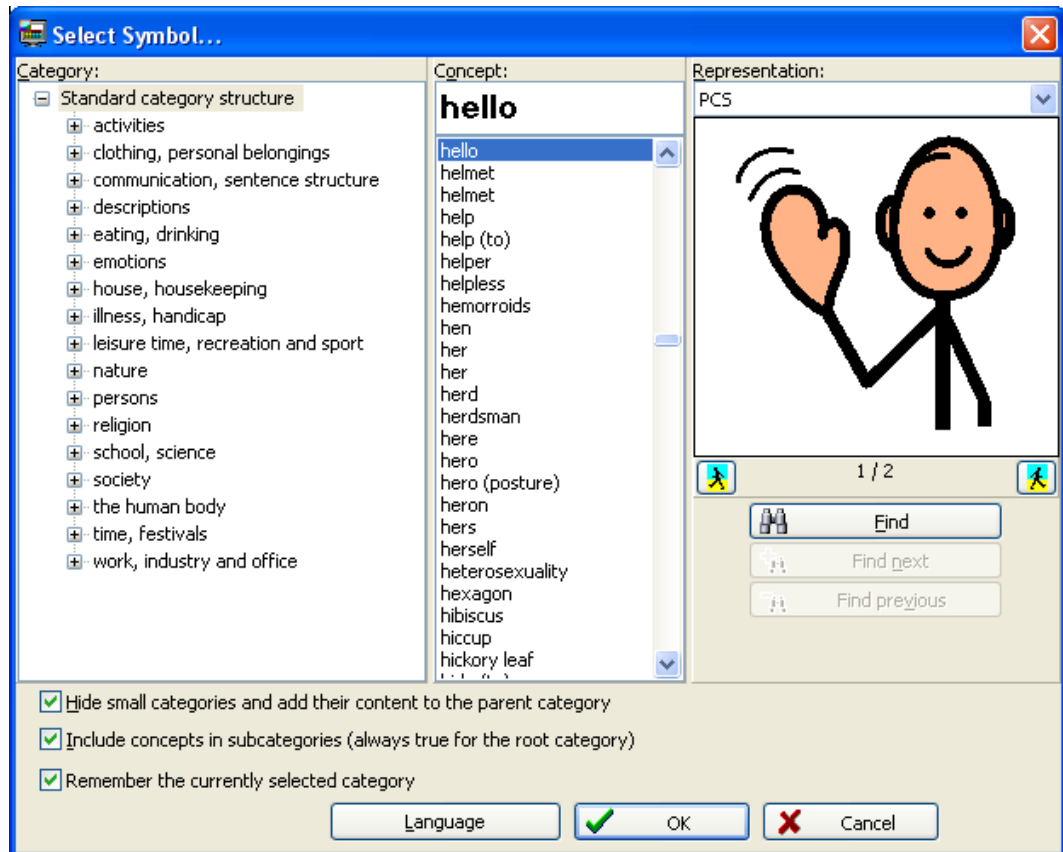 Select Symbol...
Category:
Standard category structure
activities
clothing, personal belongings
communication, sentence structure
descriptions
eating, drinking
emotions
house, housekeeping
illness, handicap
leisure time, recreation and sport
nature
persons
religion
school, science
society
the human body
time, festivals
work, industry and office
Concept:
hello
hello
helmet
helmet
help
help (to)
helper
helpless
hemorroids
hen
her
her
herd
herdsman
here
hero
hero (posture)
heron
hers
herself
heterosexuality
hexagon
hibiscus
hiccup
hickory leaf
Representation:
PCS
1 / 2
Find
Find next
Find previous
Hide small categories and add their content to the parent category
Include concepts in subcategories (always true for the root category)
Remember the currently selected category
Language
OK
Cancel